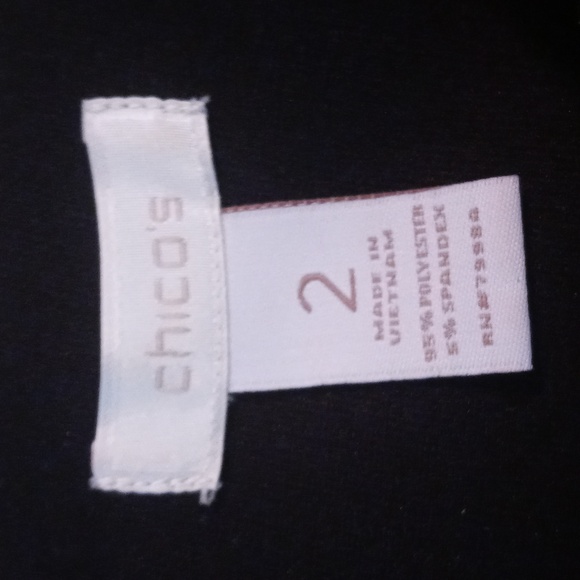 chico's
2
MADE IN
VIETNAM
95% POLYESTER
5% SPANDEX
RN#79984